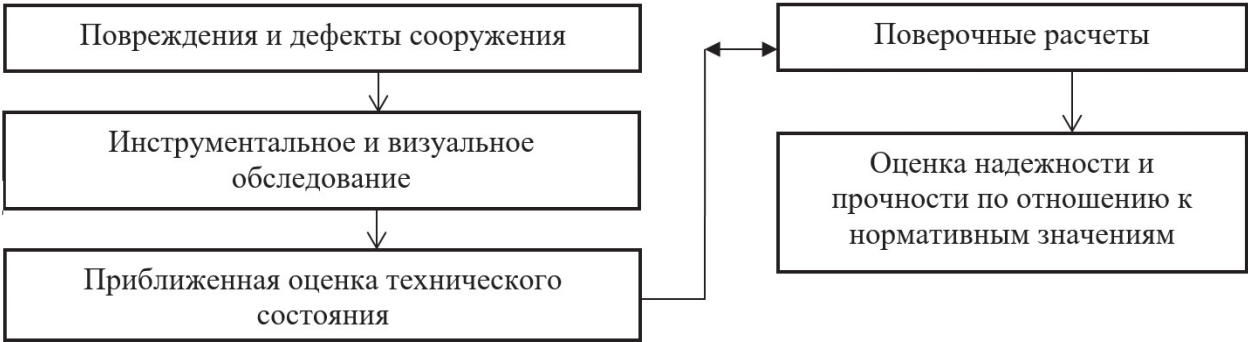 Повреждения и дефекты сооружения
Инструментальное и визуальное
обследование
Приближенная оценка технического
состояния
Поверочные расчеты
Оценка надежности и
прочности по отношению к
нормативным значениям